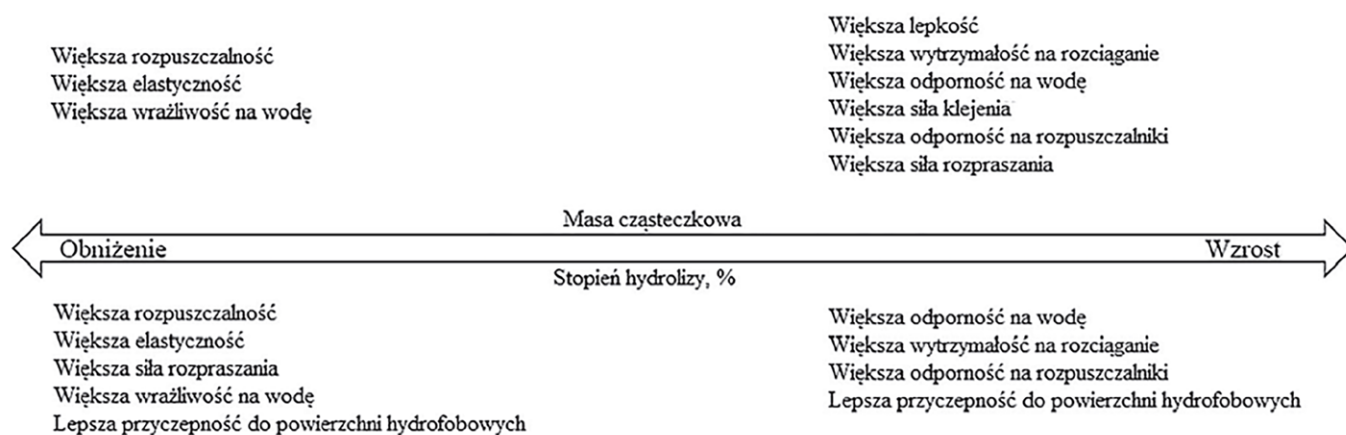 Większa rozpuszczalność
Większa elastyczność
Większa wrażliwość na wodę
Większa lepkość
Większa wytrzymałość na rozciąganie
Większa odporność na wodę
Większa siła klejenia
Większa odporność na rozpuszczalniki
Większa siła rozpraszania
Masa cząsteczkowa
Obniżenie
Wzrost
Stopień hydrolizy, %
Większa rozpuszczalność
Większa elastyczność
Większa siła rozpraszania
Większa wrażliwość na wodę
Lepsza przyczepność do powierzchni hydrofobowych
Większa odporność na wodę
Większa wytrzymałość na rozciąganie
Większa odporność na rozpuszczalniki
Lepsza przyczepność do powierzchni hydrofobowych